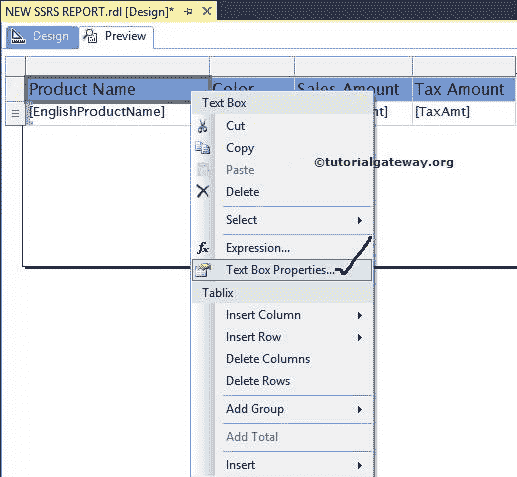 NEW SSRS REPORT.rdl [Design]*
Design Preview
Product Name Color Sales Amount Tax Amount
[EnglishProductName] [TaxAmt]
Text Box
Cut
Copy
©tutorialgateway.org
Paste
Delete
Select
fx Expression...
Text Box Properties...
Tablix
Insert Column
Insert Row
Delete Columns
Delete Rows
Add Group
Add Total
Insert